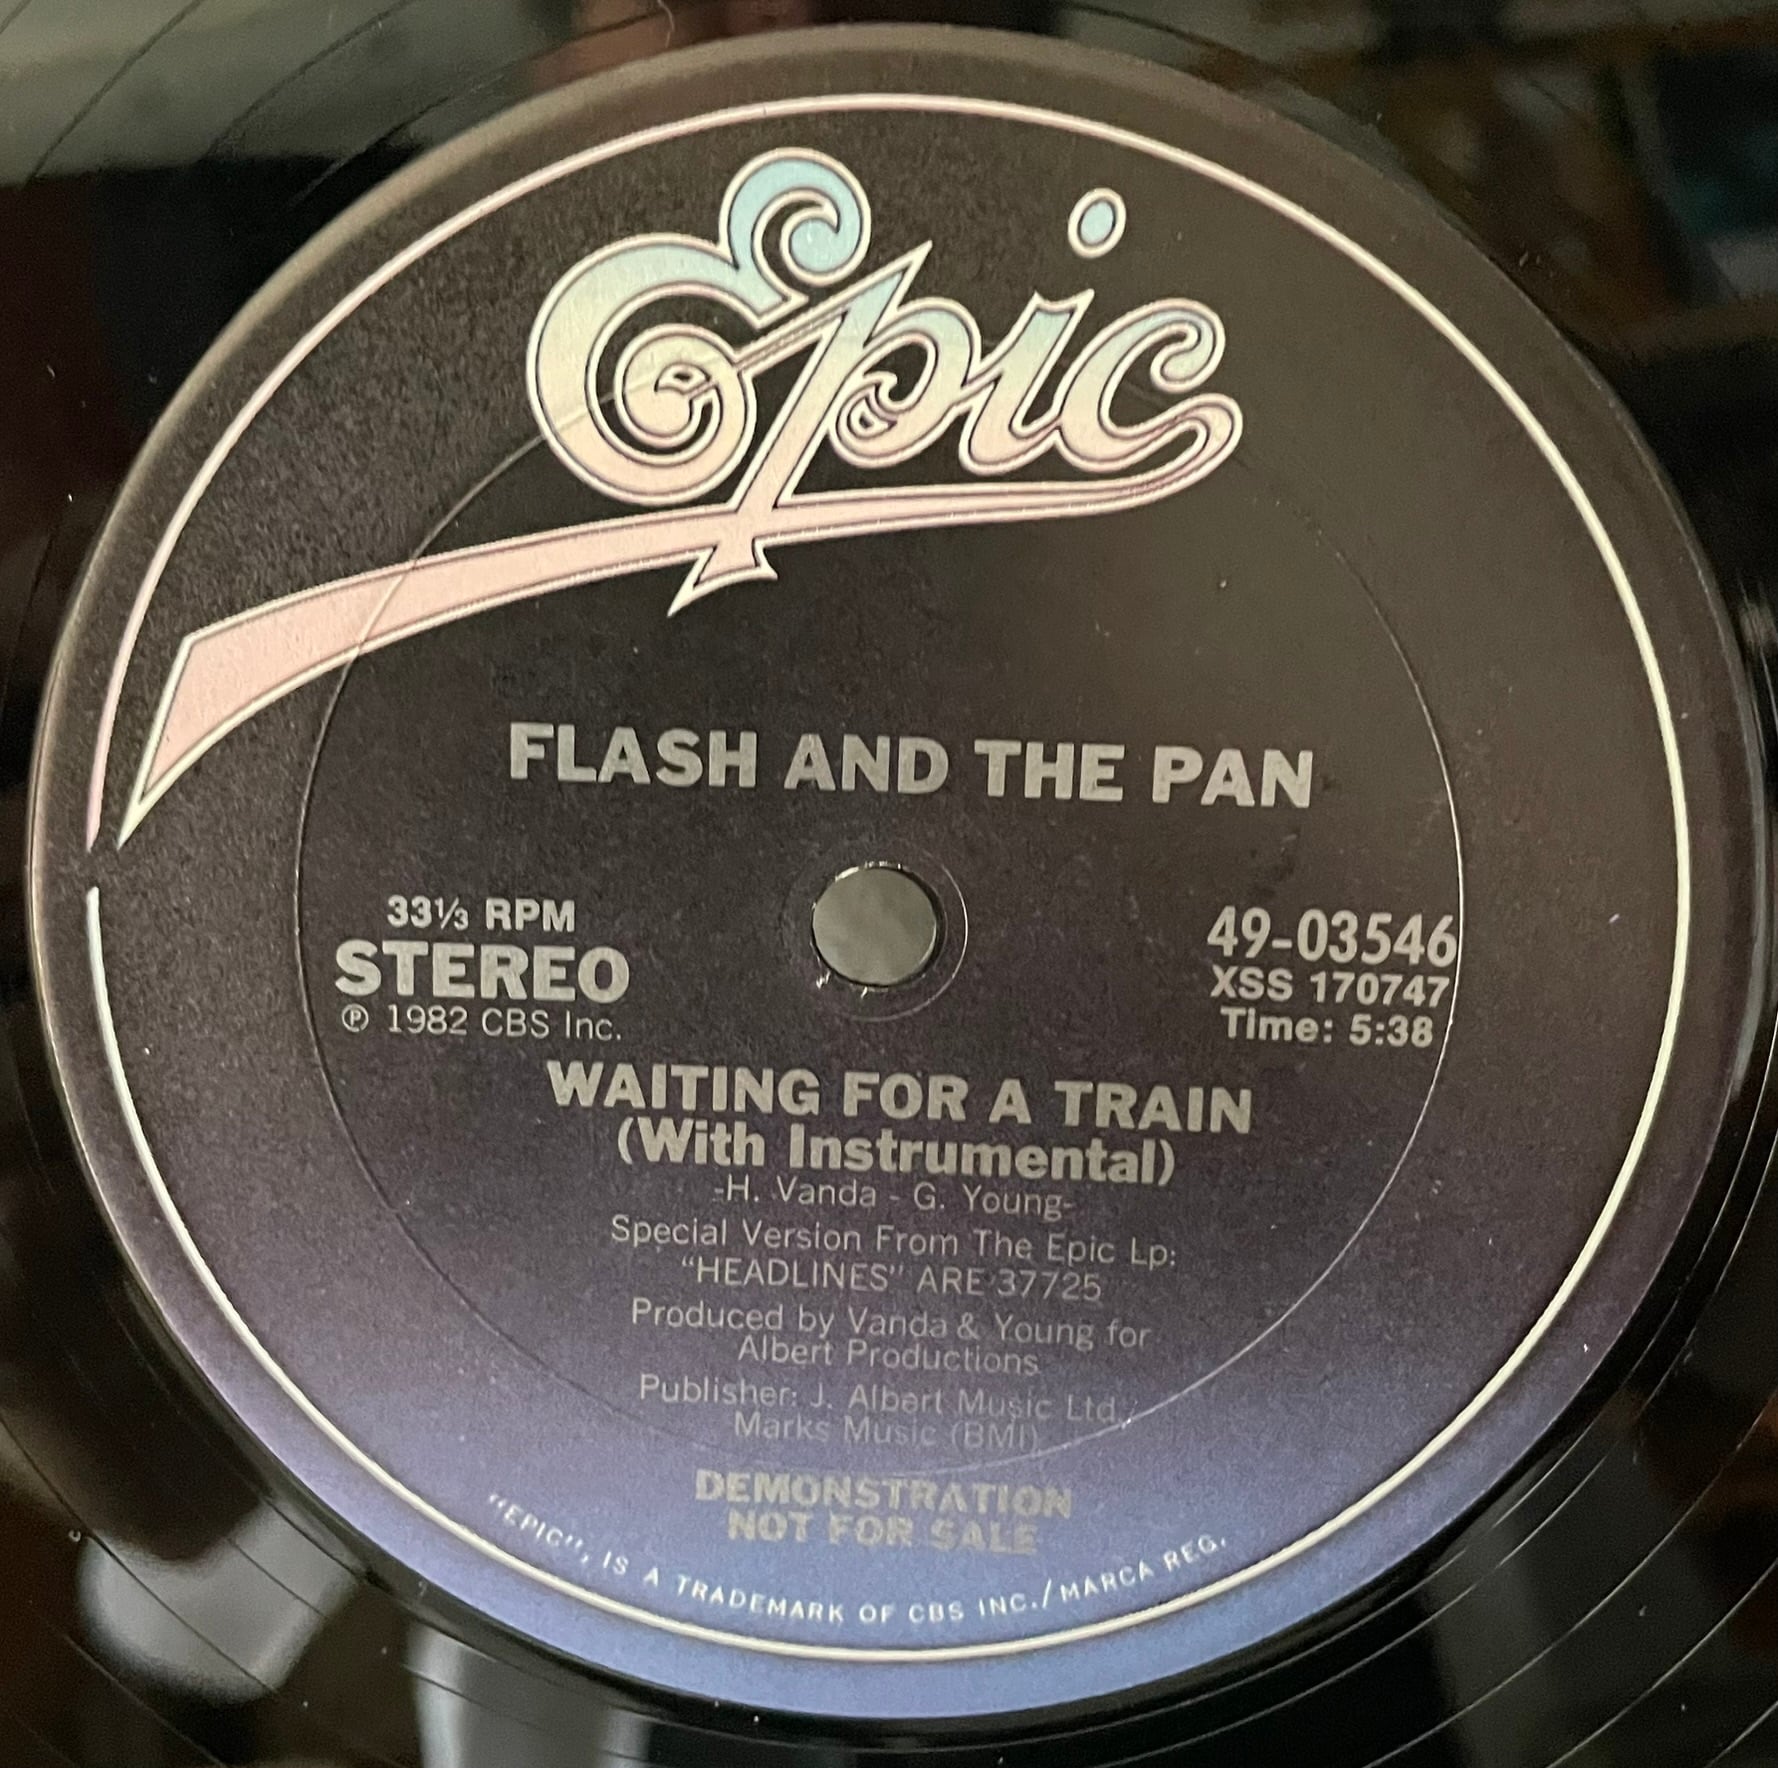 Epic
FLASH AND THE PAN
33⅓ RPM
STEREO
℗ 1982 CBS Inc.
49-03546
XSS 170747
Time: 5:38
WAITING FOR A TRAIN
(With Instrumental)
-H. Vanda - G. Young-
Special Version From The Epic Lp:
"HEADLINES" ARE 37725
Produced by Vanda & Young for
Albert Productions
Publisher: J. Albert Music Ltd./
Marks Music (BMI)
DEMONSTRATION
NOT FOR SALE
"EPIC", IS A TRADEMARK OF CBS INC./MARCA REG.